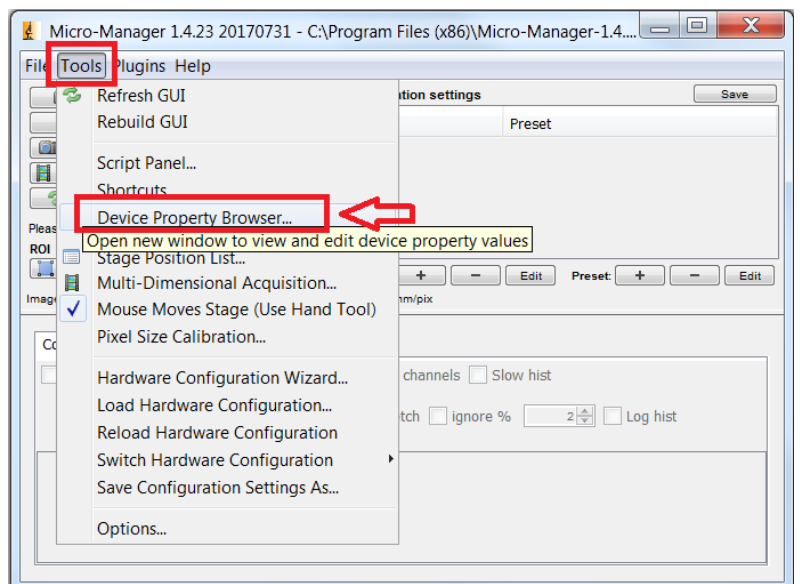 Micro-Manager 1.4.23 20170731 - C:\Program Files (x86)\Micro-Manager-1.4....
File Tools Plugins Help
Refresh GUI
ation settings
Save
Rebuild GUI
Preset
Script Panel...
Shortcuts
Device Property Browser...
Pleas
Open new window to view and edit device property values
ROI
Stage Position List...
Multi-Dimensional Acquisition...
+ - Edit Preset: + - Edit
Image
Mouse Moves Stage (Use Hand Tool)
nm/pix
Pixel Size Calibration...
Co
Hardware Configuration Wizard...
channels Slow hist
Load Hardware Configuration...
tch ignore % 2 Log hist
Reload Hardware Configuration
Switch Hardware Configuration
Save Configuration Settings As...
Options...